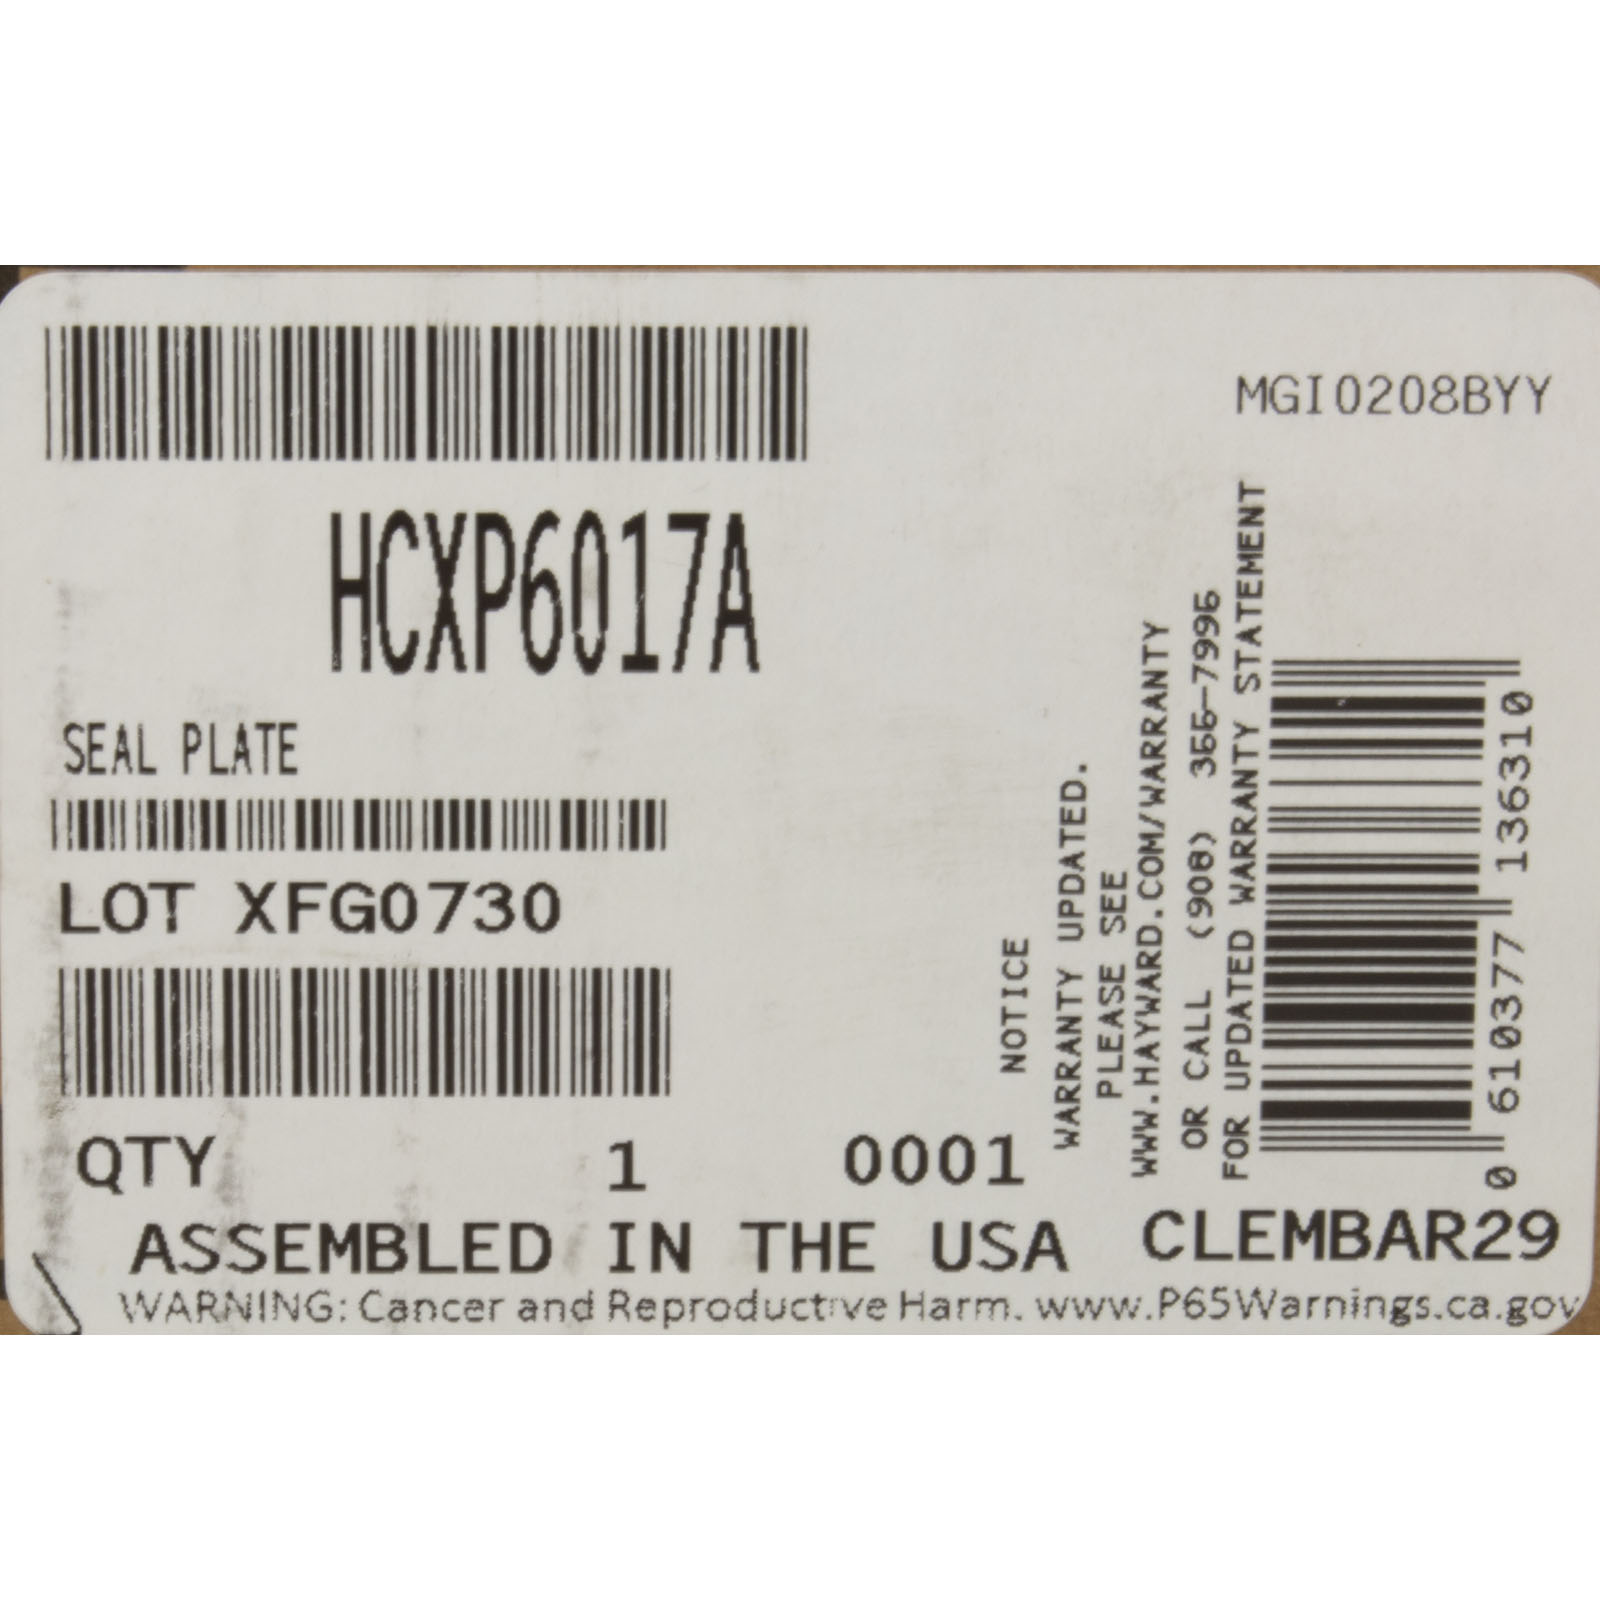 MGI0208BYY
HCXP6017A
SEAL PLATE
LOT XFG0730
QTY 1 0001
NOTICE
WARRANTY UPDATED.
PLEASE SEE
WWW.HAYWARD.COM/WARRANTY
OR CALL (908) 355-7995
FOR UPDATED WARRANTY STATEMENT
0 610377 136310
ASSEMBLED IN THE USA CLEMBAR29
WARNING: Cancer and Reproductive Harm. www.P65Warnings.ca.gov